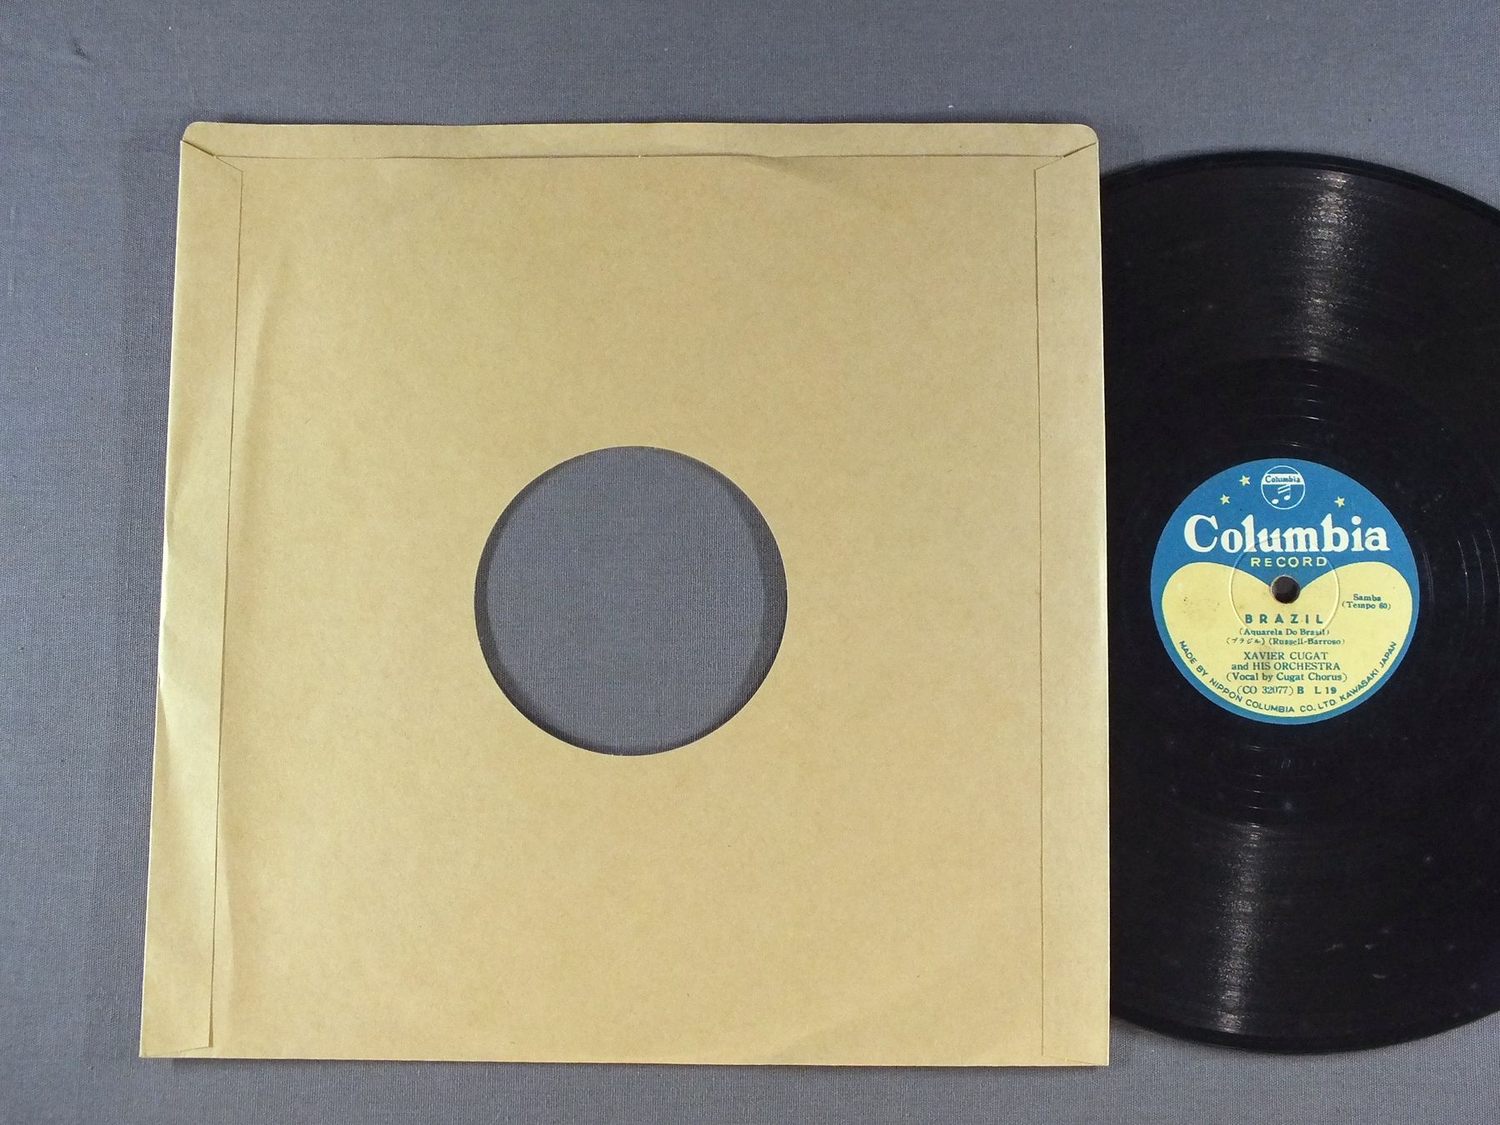 Columbia
Columbia
RECORD
Samba
(Tempo 60)
BRAZIL
(Aquarela Do Brasil)
(ブラジル) (Russell-Barroso)
XAVIER CUGAT
and HIS ORCHESTRA
(Vocal by Cugat Chorus)
(CO 32077) B L 19
MADE BY NIPPON COLUMBIA CO. LTD. KAWASAKI JAPAN